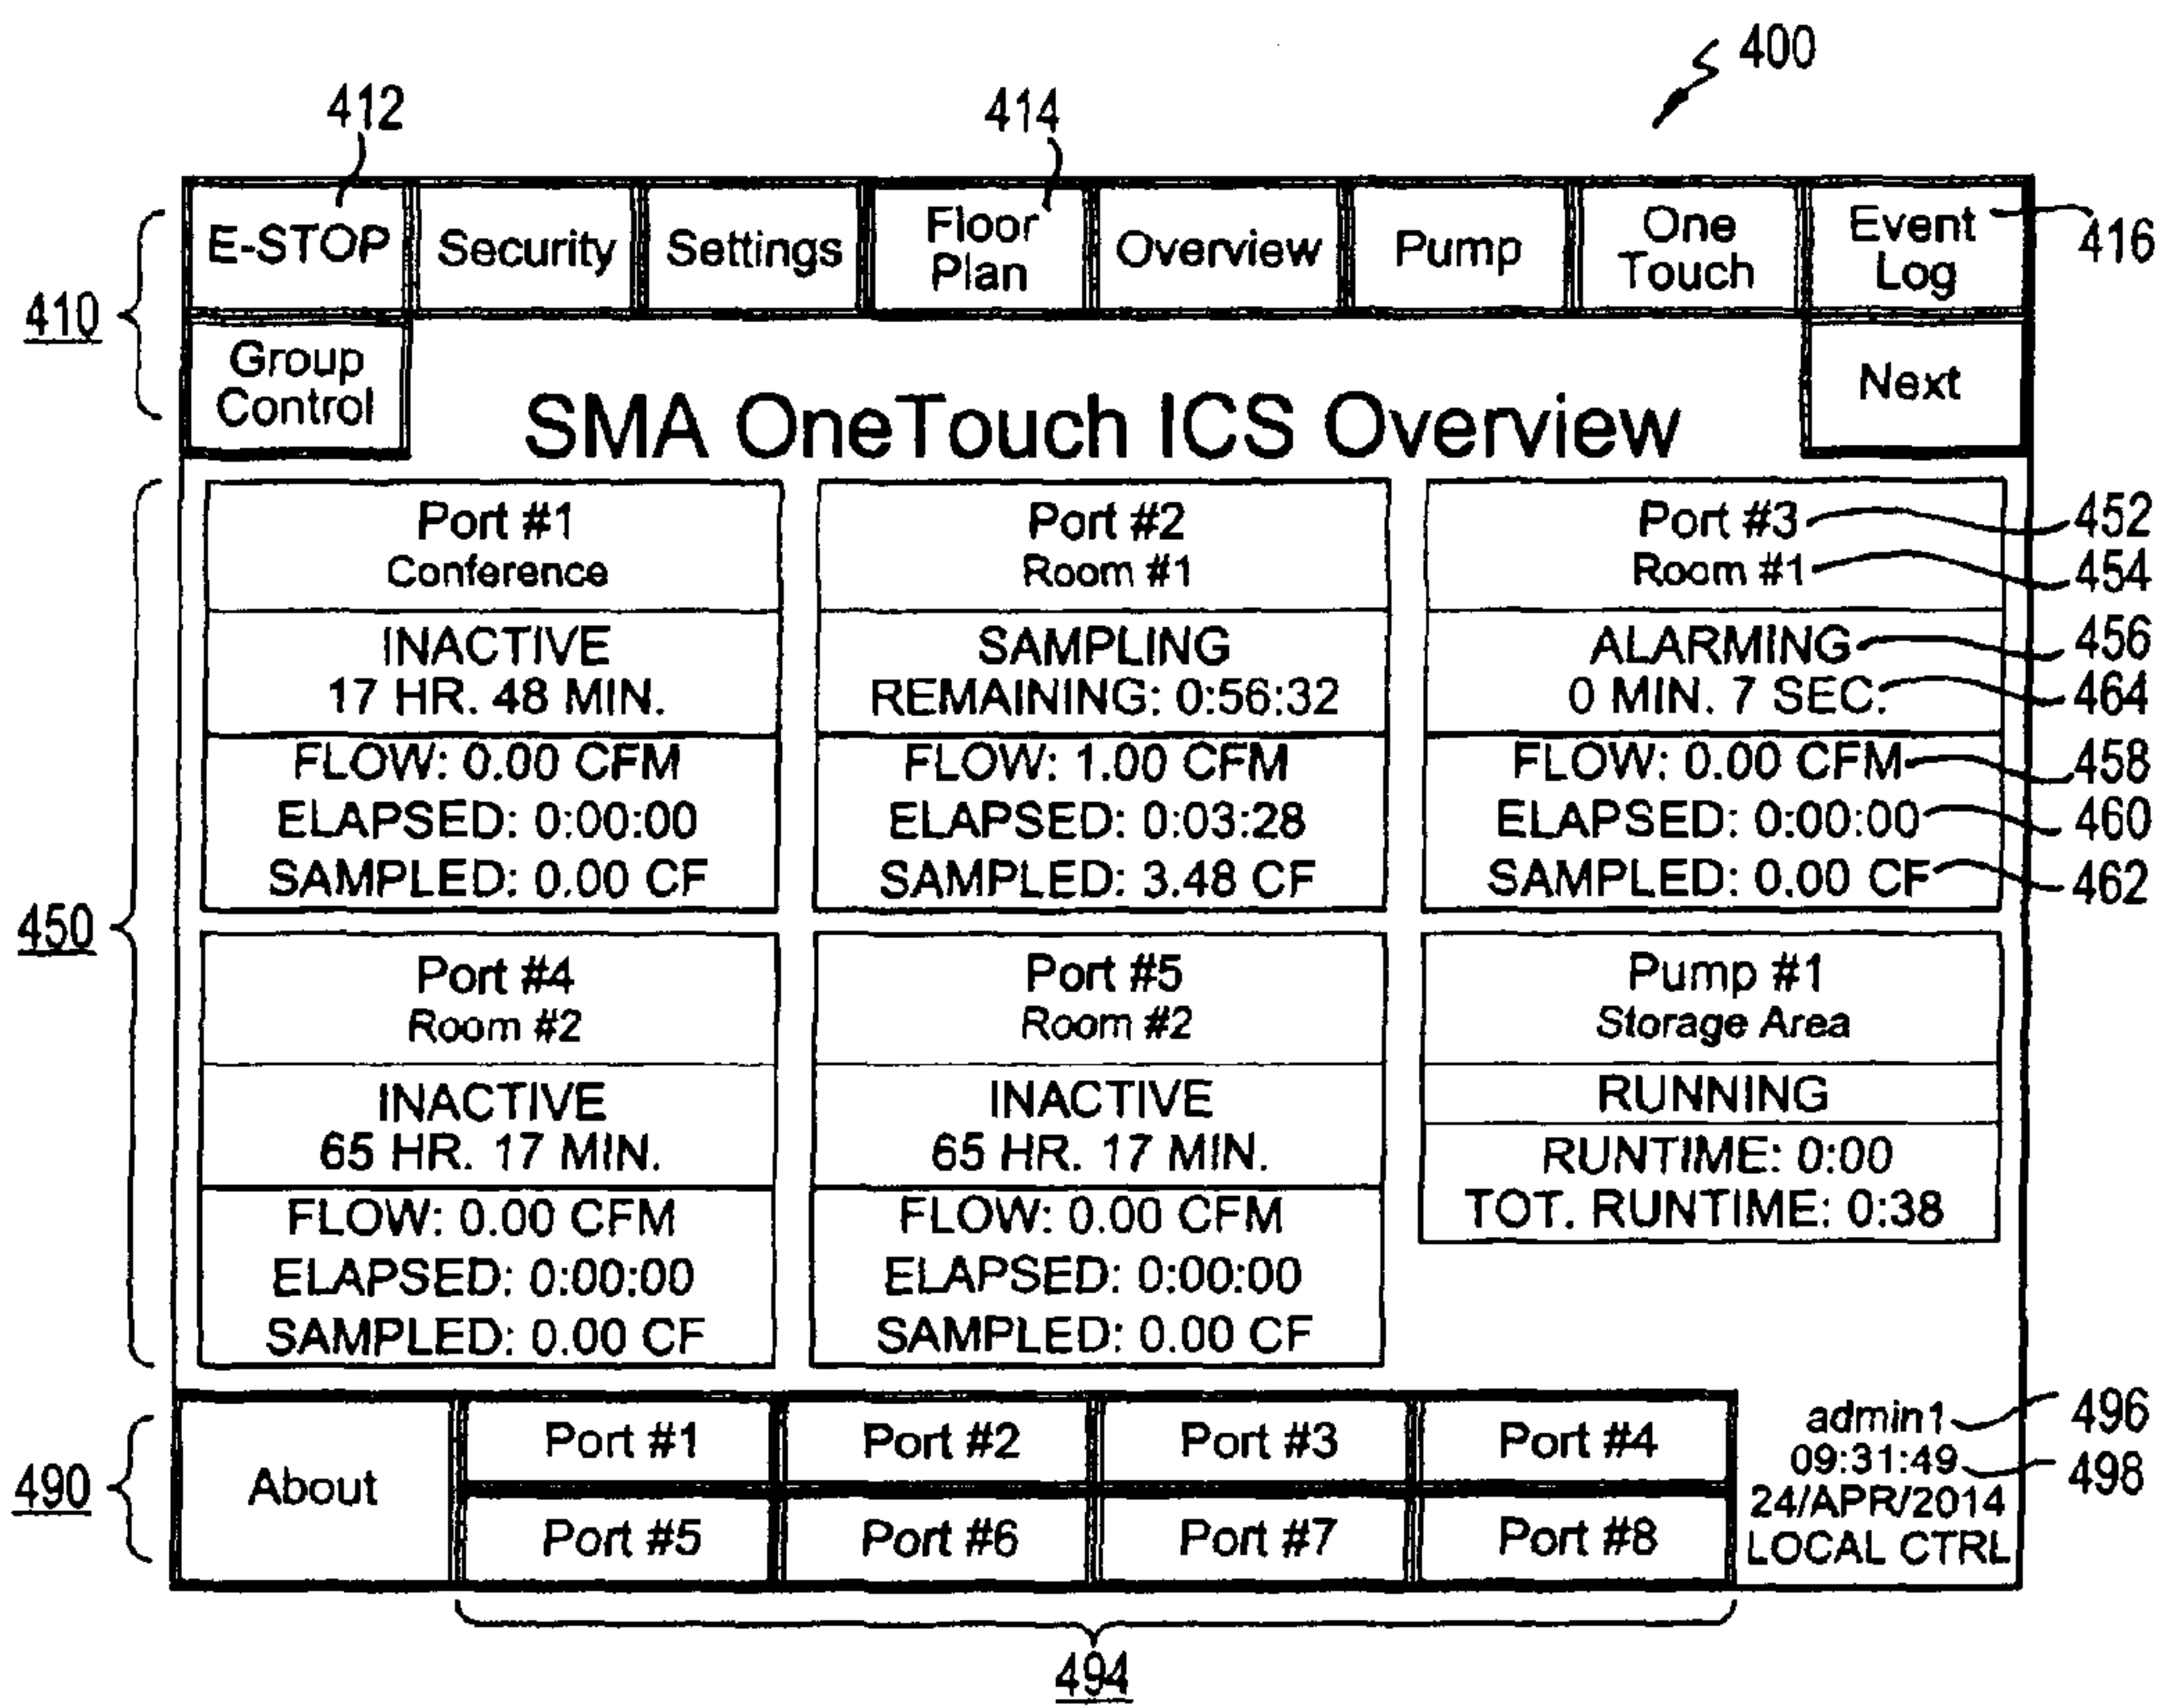 400
412
414
E-STOP
Security
Settings
Floor
Plan
Overview
Pump
One
Touch
Event
Log
416
410
Group
Control
Next
SMA OneTouch ICS Overview
450
Port #1
Conference
INACTIVE
17 HR. 48 MIN.
FLOW: 0.00 CFM
ELAPSED: 0:00:00
SAMPLED: 0.00 CF
Port #2
Room #1
SAMPLING
REMAINING: 0:56:32
FLOW: 1.00 CFM
ELAPSED: 0:03:28
SAMPLED: 3.48 CF
Port #3
Room #1
ALARMING
0 MIN. 7 SEC.
FLOW: 0.00 CFM
ELAPSED: 0:00:00
SAMPLED: 0.00 CF
452
454
456
464
458
460
462
Port #4
Room #2
INACTIVE
65 HR. 17 MIN.
FLOW: 0.00 CFM
ELAPSED: 0:00:00
SAMPLED: 0.00 CF
Port #5
Room #2
INACTIVE
65 HR. 17 MIN.
FLOW: 0.00 CFM
ELAPSED: 0:00:00
SAMPLED: 0.00 CF
Pump #1
Storage Area
RUNNING
RUNTIME: 0:00
TOT. RUNTIME: 0:38
490
About
Port #1
Port #2
Port #3
Port #4
Port #5
Port #6
Port #7
Port #8
admin1
09:31:49
24/APR/2014
LOCAL CTRL
496
498
494